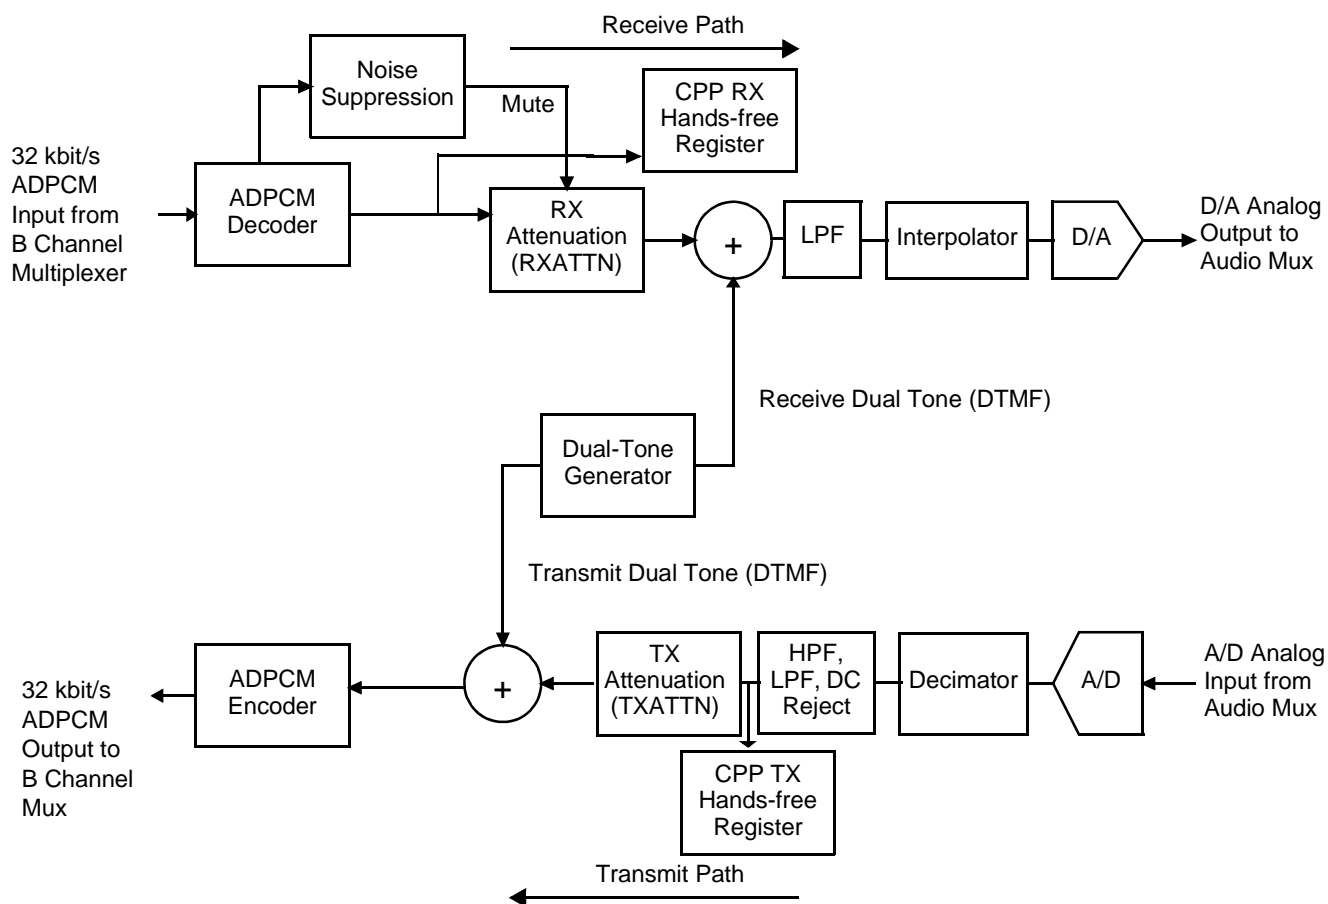 Receive Path
Noise
Suppression
Mute
CPP RX
Hands-free
Register
32 kbit/s
ADPCM
Input from
B Channel
Multiplexer
ADPCM
Decoder
RX
Attenuation
(RXATTN)
+
LPF
Interpolator
D/A
D/A Analog
Output to
Audio Mux
Receive Dual Tone (DTMF)
Dual-Tone
Generator
Transmit Dual Tone (DTMF)
32 kbit/s
ADPCM
Output to
B Channel
Mux
ADPCM
Encoder
+
TX
Attenuation
(TXATTN)
HPF,
LPF, DC
Reject
Decimator
A/D
A/D Analog
Input from
Audio Mux
CPP TX
Hands-free
Register
Transmit Path